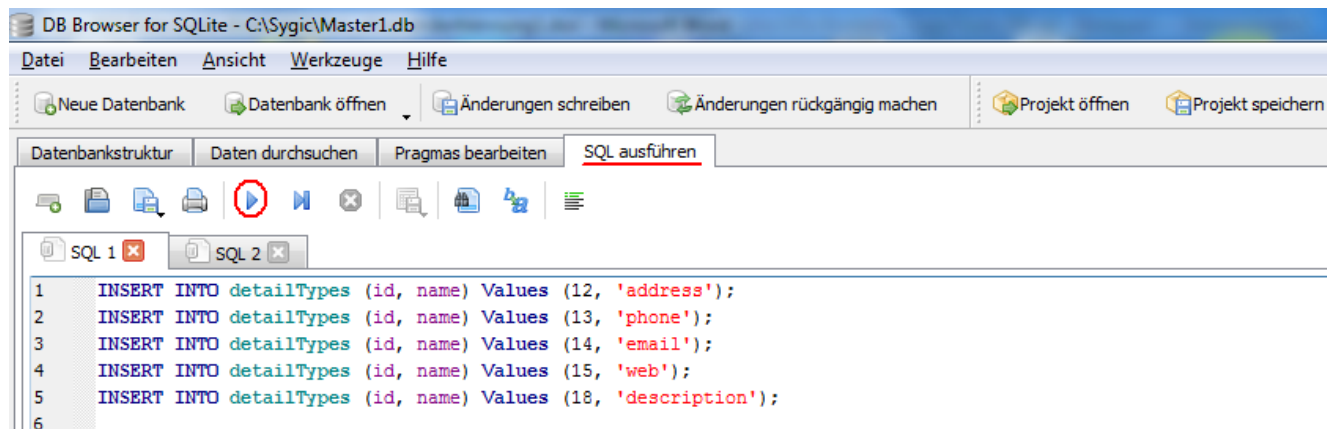 DB Browser for SQLite - C:\Sygic\Master1.db
Datei Bearbeiten Ansicht Werkzeuge Hilfe
Neue Datenbank Datenbank öffnen Änderungen schreiben Änderungen rückgängig machen Projekt öffnen Projekt speichern
Datenbankstruktur Daten durchsuchen Pragmas bearbeiten SQL ausführen
SQL 1 SQL 2
1 INSERT INTO detailTypes (id, name) Values (12, 'address');
2 INSERT INTO detailTypes (id, name) Values (13, 'phone');
3 INSERT INTO detailTypes (id, name) Values (14, 'email');
4 INSERT INTO detailTypes (id, name) Values (15, 'web');
5 INSERT INTO detailTypes (id, name) Values (18, 'description');
6